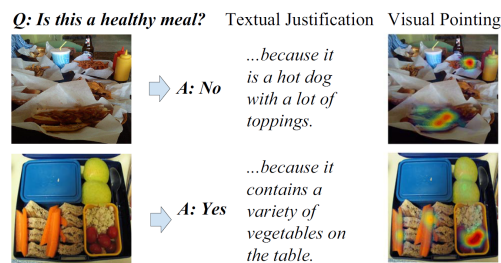 Q: Is this a healthy meal? Textual Justification Visual Pointing
A: No
...because it
is a hot dog
with a lot of
toppings.
A: Yes
...because it
contains a
variety of
vegetables on
the table.